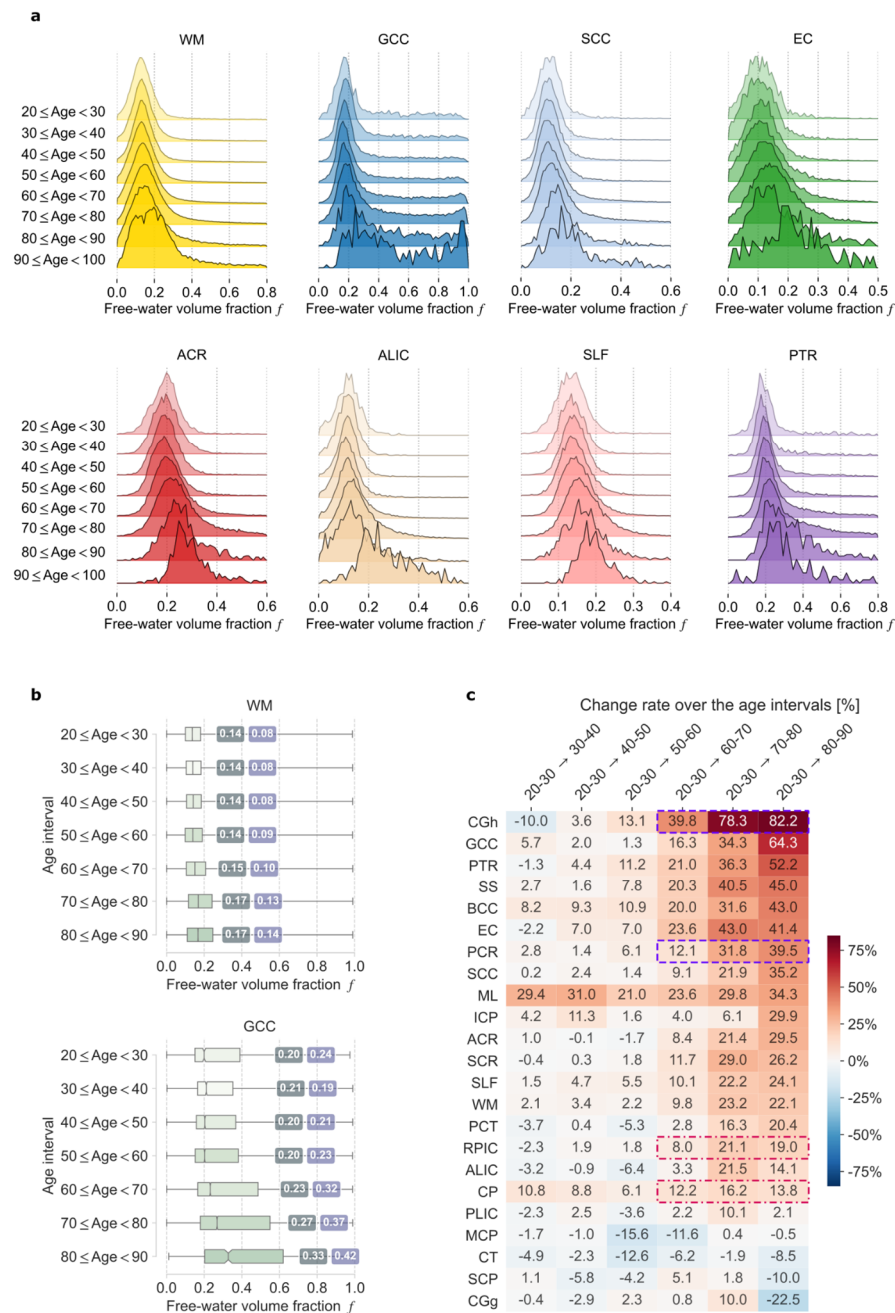 a
WM GCC SCC EC
20 ≤ Age < 30
30 ≤ Age < 40
40 ≤ Age < 50
50 ≤ Age < 60
60 ≤ Age < 70
70 ≤ Age < 80
80 ≤ Age < 90
90 ≤ Age < 100
0.0 0.2 0.4 0.6 0.8 0.0 0.2 0.4 0.6 0.8 1.0 0.0 0.2 0.4 0.6 0.0 0.1 0.2 0.3 0.4 0.5
Free-water volume fraction f Free-water volume fraction f Free-water volume fraction f Free-water volume fraction f
ACR ALIC SLF PTR
20 ≤ Age < 30
30 ≤ Age < 40
40 ≤ Age < 50
50 ≤ Age < 60
60 ≤ Age < 70
70 ≤ Age < 80
80 ≤ Age < 90
90 ≤ Age < 100
0.0 0.2 0.4 0.6 0.0 0.2 0.4 0.6 0.0 0.1 0.2 0.3 0.4 0.0 0.2 0.4 0.6 0.8
Free-water volume fraction f Free-water volume fraction f Free-water volume fraction f Free-water volume fraction f
b
WM
Age interval
20 ≤ Age < 30 0.14 0.08
30 ≤ Age < 40 0.14 0.08
40 ≤ Age < 50 0.14 0.08
50 ≤ Age < 60 0.14 0.09
60 ≤ Age < 70 0.15 0.10
70 ≤ Age < 80 0.17 0.13
80 ≤ Age < 90 0.17 0.14
0.0 0.2 0.4 0.6 0.8 1.0
Free-water volume fraction f
GCC
Age interval
20 ≤ Age < 30 0.20 0.24
30 ≤ Age < 40 0.21 0.19
40 ≤ Age < 50 0.20 0.21
50 ≤ Age < 60 0.20 0.23
60 ≤ Age < 70 0.23 0.32
70 ≤ Age < 80 0.27 0.37
80 ≤ Age < 90 0.33 0.42
0.0 0.2 0.4 0.6 0.8 1.0
Free-water volume fraction f
c
Change rate over the age intervals [%]
20-30 → 30-40
20-30 → 40-50
20-30 → 50-60
20-30 → 60-70
20-30 → 70-80
20-30 → 80-90
CGh -10.0 3.6 13.1 39.8 78.3 82.2
GCC 5.7 2.0 1.3 16.3 34.3 64.3
PTR -1.3 4.4 11.2 21.0 36.3 52.2
SS 2.7 1.6 7.8 20.3 40.5 45.0
BCC 8.2 9.3 10.9 20.0 31.6 43.0
EC -2.2 7.0 7.0 23.6 43.0 41.4
PCR 2.8 1.4 6.1 12.1 31.8 39.5
SCC 0.2 2.4 1.4 9.1 21.9 35.2
ML 29.4 31.0 21.0 23.6 29.8 34.3
ICP 4.2 11.3 1.6 4.0 6.1 29.9
ACR 1.0 -0.1 -1.7 8.4 21.4 29.5
SCR -0.4 0.3 1.8 11.7 29.0 26.2
SLF 1.5 4.7 5.5 10.1 22.2 24.1
WM 2.1 3.4 2.2 9.8 23.2 22.1
PCT -3.7 0.4 -5.3 2.8 16.3 20.4
RPIC -2.3 1.9 1.8 8.0 21.1 19.0
ALIC -3.2 -0.9 -6.4 3.3 21.5 14.1
CP 10.8 8.8 6.1 12.2 16.2 13.8
PLIC -2.3 2.5 -3.6 2.2 10.1 2.1
MCP -1.7 -1.0 -15.6 -11.6 0.4 -0.5
CT -4.9 -2.3 -12.6 -6.2 -1.9 -8.5
SCP 1.1 -5.8 -4.2 5.1 1.8 -10.0
CGg -0.4 -2.9 2.3 0.8 10.0 -22.5
75%
50%
25%
0%
-25%
-50%
-75%